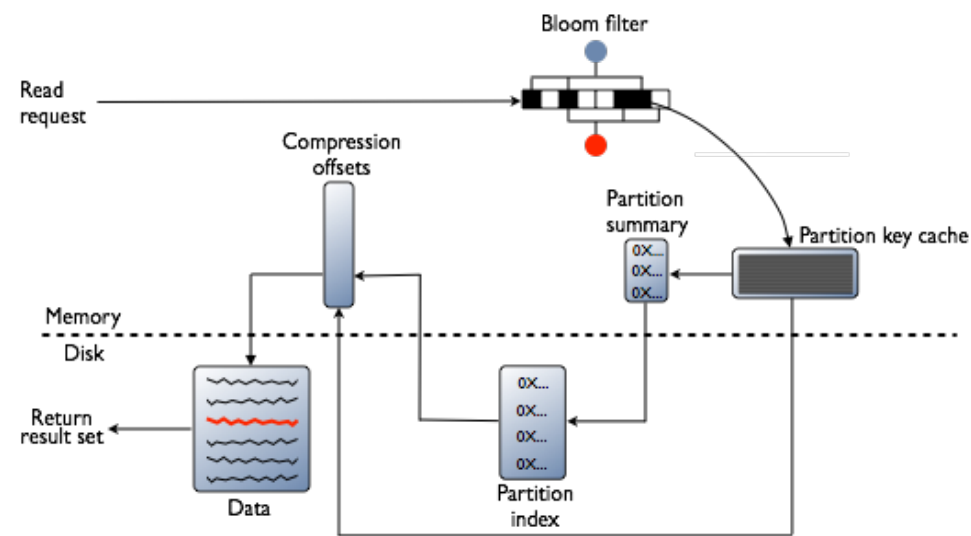 Bloom filter
Read
request
Compression
offsets
Partition
summary
Partition key cache
0X...
0X...
0X...
Memory
Disk
0X...
0X...
0X...
0X...
Return
result set
Data
Partition
index